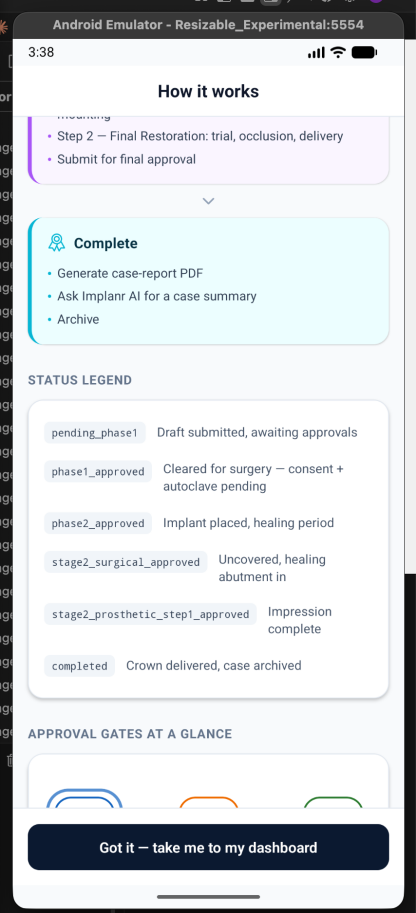 Android Emulator - Resizable_Experimental:5554
3:38
How it works
mounting
• Step 2 — Final Restoration: trial, occlusion, delivery
• Submit for final approval
Complete
• Generate case-report PDF
• Ask Implanr AI for a case summary
• Archive
STATUS LEGEND
pending_phase1 Draft submitted, awaiting approvals
phase1_approved Cleared for surgery — consent +
autoclave pending
phase2_approved Implant placed, healing period
stage2_surgical_approved Uncovered, healing
abutment in
stage2_prosthetic_step1_approved Impression
complete
completed Crown delivered, case archived
APPROVAL GATES AT A GLANCE
Got it — take me to my dashboard